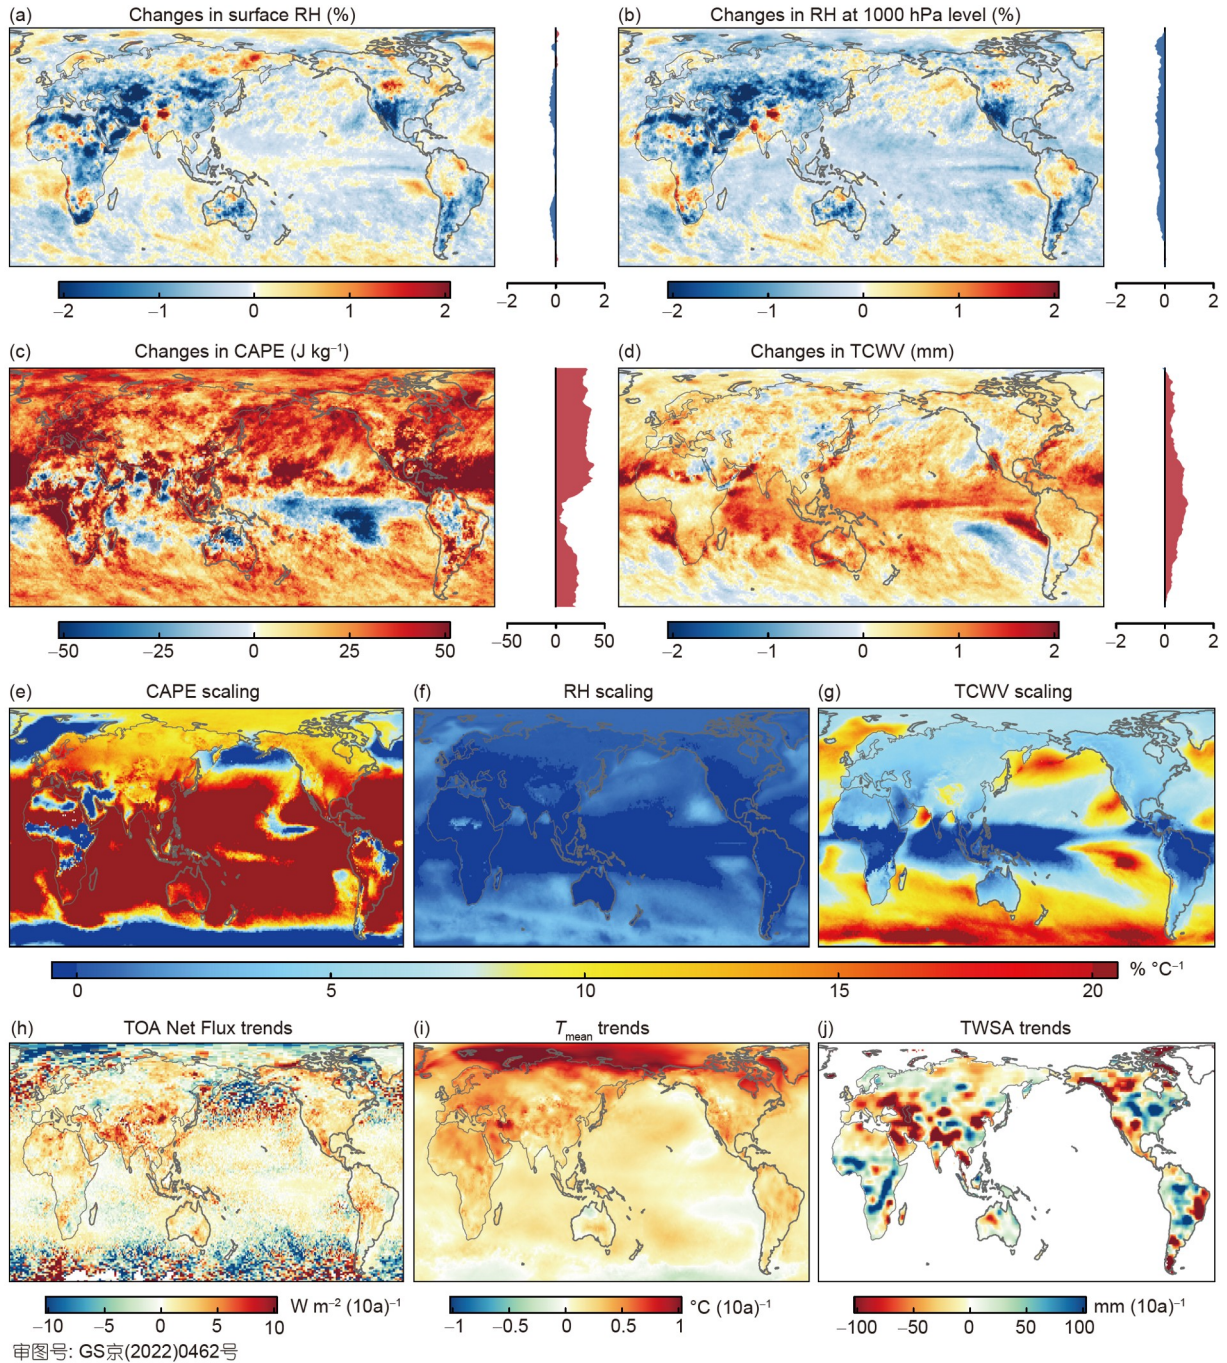 (a) Changes in surface RH (%)
(b) Changes in RH at 1000 hPa level (%)
−2 −1 0 1 2
−2 0 2
−2 −1 0 1 2
−2 0 2
(c) Changes in CAPE (J kg⁻¹)
(d) Changes in TCWV (mm)
−50 −25 0 25 50
−50 0 50
−2 −1 0 1 2
−2 0 2
(e) CAPE scaling
(f) RH scaling
(g) TCWV scaling
0 5 10 15 20 % °C⁻¹
(h) TOA Net Flux trends
(i) Tmean trends
(j) TWSA trends
−10 −5 0 5 10 W m⁻² (10a)⁻¹
−1 −0.5 0 0.5 1 °C (10a)⁻¹
−100 −50 0 50 100 mm (10a)⁻¹
审图号: GS京(2022)0462号